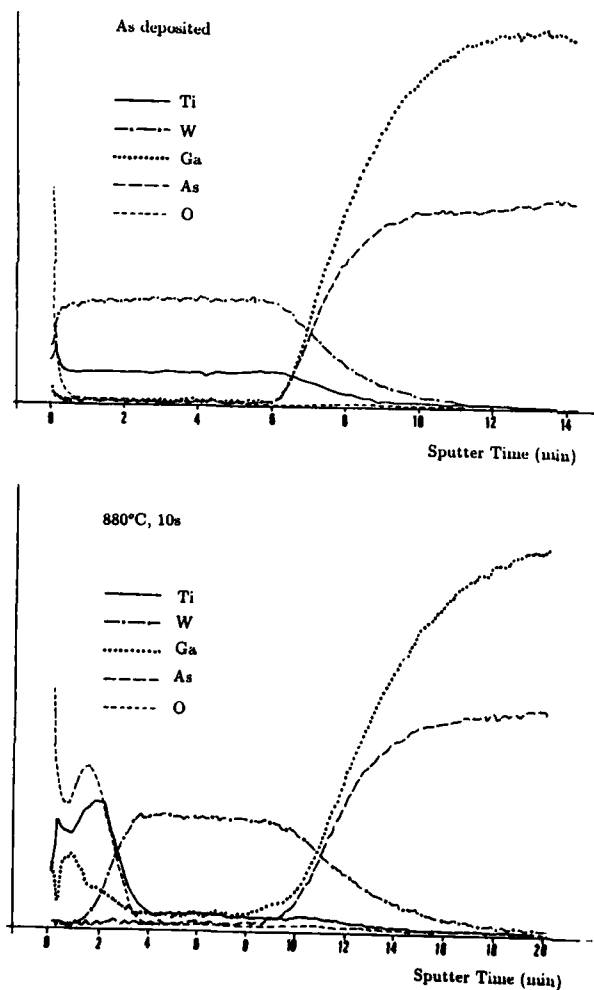 As deposited
Ti
W
Ga
As
O
0 2 4 6 8 10 12 14
Sputter Time (min)
880°C, 10s
Ti
W
Ga
As
O
0 2 4 6 8 10 12 14 16 18 20
Sputter Time (min)